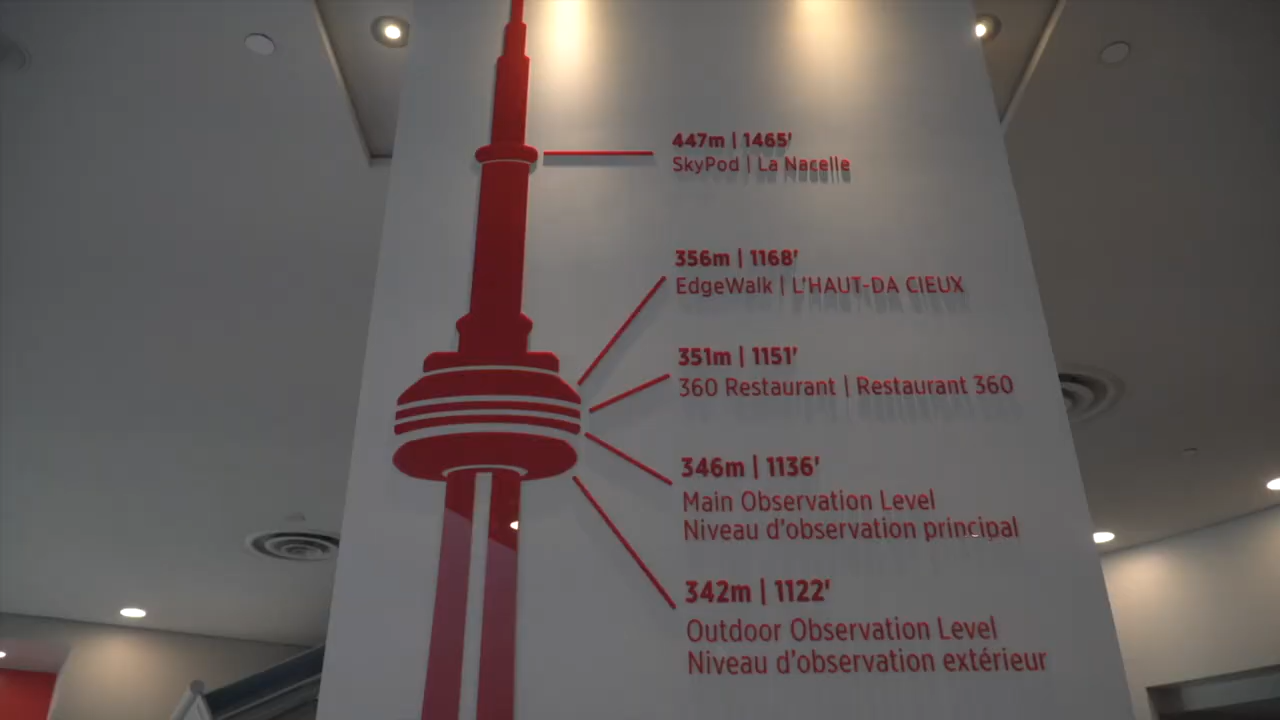 447m | 1465'
SkyPod | La Nacelle
356m | 1168'
EdgeWalk | L'HAUT-DA CIEUX
351m | 1151'
360 Restaurant | Restaurant 360
346m | 1136'
Main Observation Level
Niveau d'observation principal
342m | 1122'
Outdoor Observation Level
Niveau d'observation extérieur